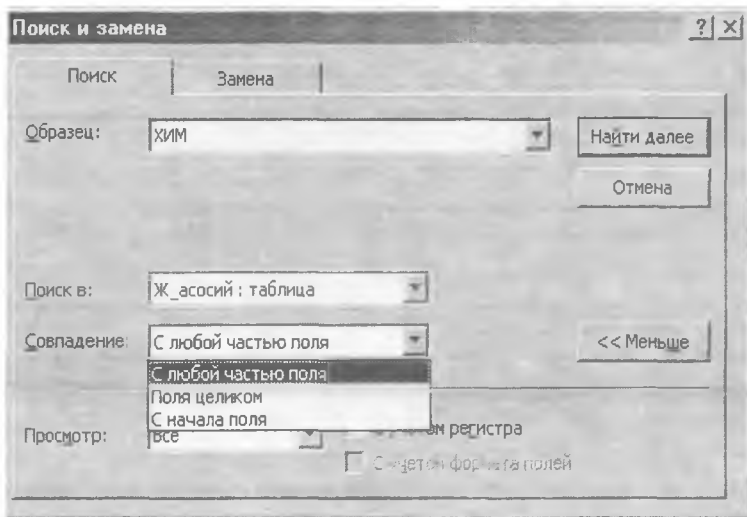 Поиск и замена
Поиск Замена
Образец: ХИМ Найти далее
Отмена
Поиск в: Ж_асосий : таблица
Совпадение: С любой частью поля << Меньше
С любой частью поля
Поля целиком
С начала поля
Просмотр: Все регистра
формата полей